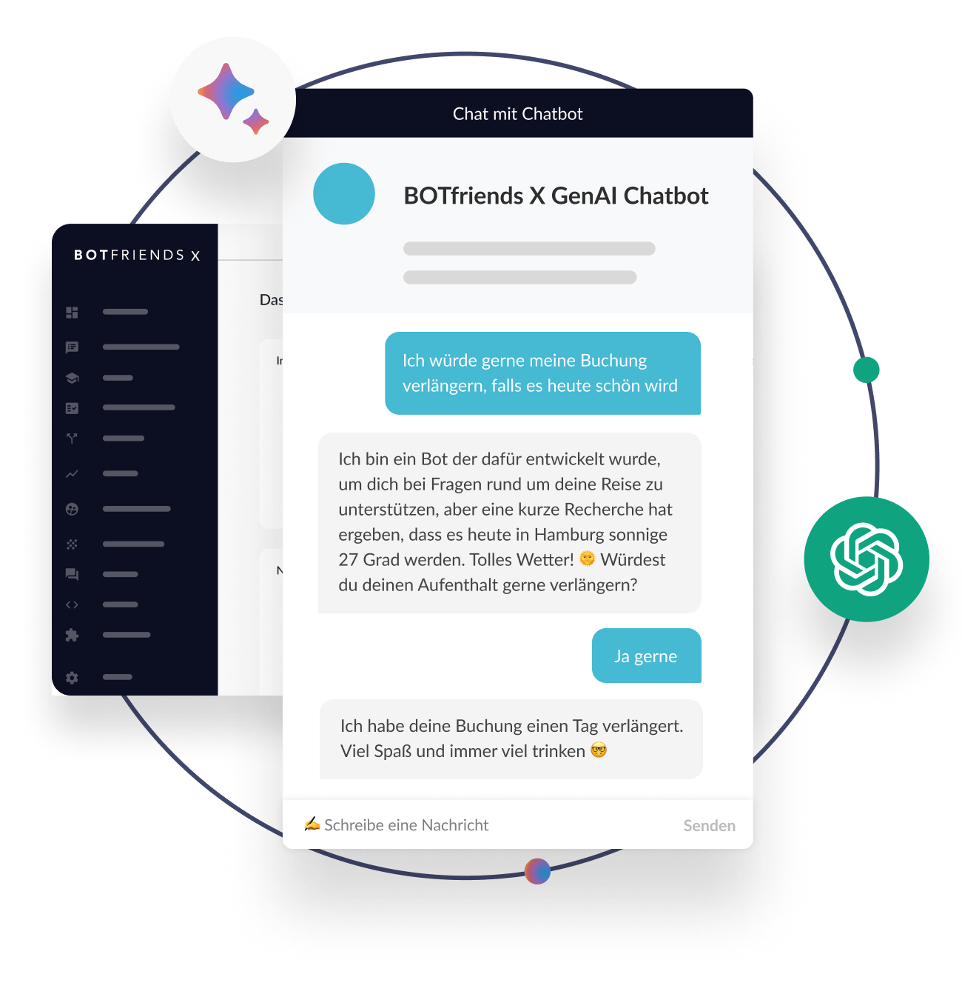 Chat mit Chatbot
BOTfriends X GenAI Chatbot
BOTFRIENDS X
Das
Ich würde gerne meine Buchung
verlängern, falls es heute schön wird
Ich bin ein Bot der dafür entwickelt wurde,
um dich bei Fragen rund um deine Reise zu
unterstützen, aber eine kurze Recherche hat
ergeben, dass es heute in Hamburg sonnige
27 Grad werden. Tolles Wetter! 🌞 Würdest
du deinen Aufenthalt gerne verlängern?
Ja gerne
Ich habe deine Buchung einen Tag verlängert.
Viel Spaß und immer viel trinken 🤓
✍️ Schreibe eine Nachricht
Senden